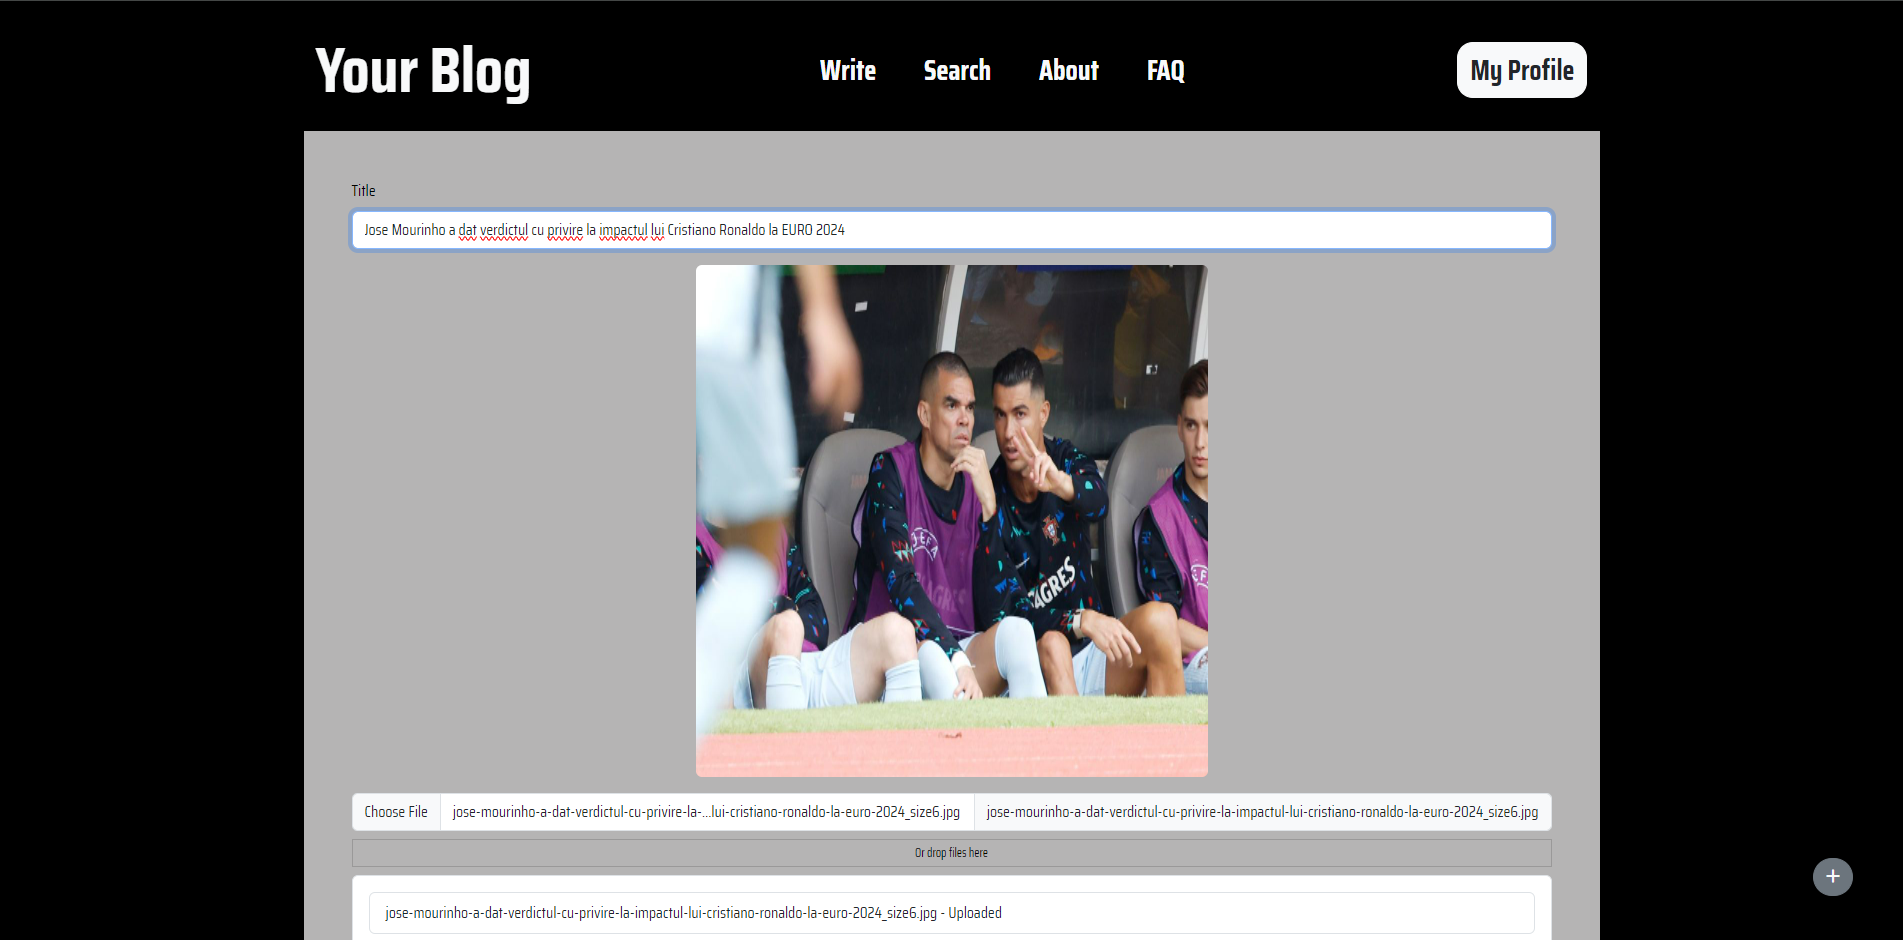 Your Blog
Write
Search
About
FAQ
My Profile
Title
Jose Mourinho a dat verdictul cu privire la impactul lui Cristiano Ronaldo la EURO 2024
UEFA
AGRES
Choose File
jose-mourinho-a-dat-verdictul-cu-privire-la-...lui-cristiano-ronaldo-la-euro-2024_size6.jpg
jose-mourinho-a-dat-verdictul-cu-privire-la-impactul-lui-cristiano-ronaldo-la-euro-2024_size6.jpg
Or drop files here
+
jose-mourinho-a-dat-verdictul-cu-privire-la-impactul-lui-cristiano-ronaldo-la-euro-2024_size6.jpg - Uploaded